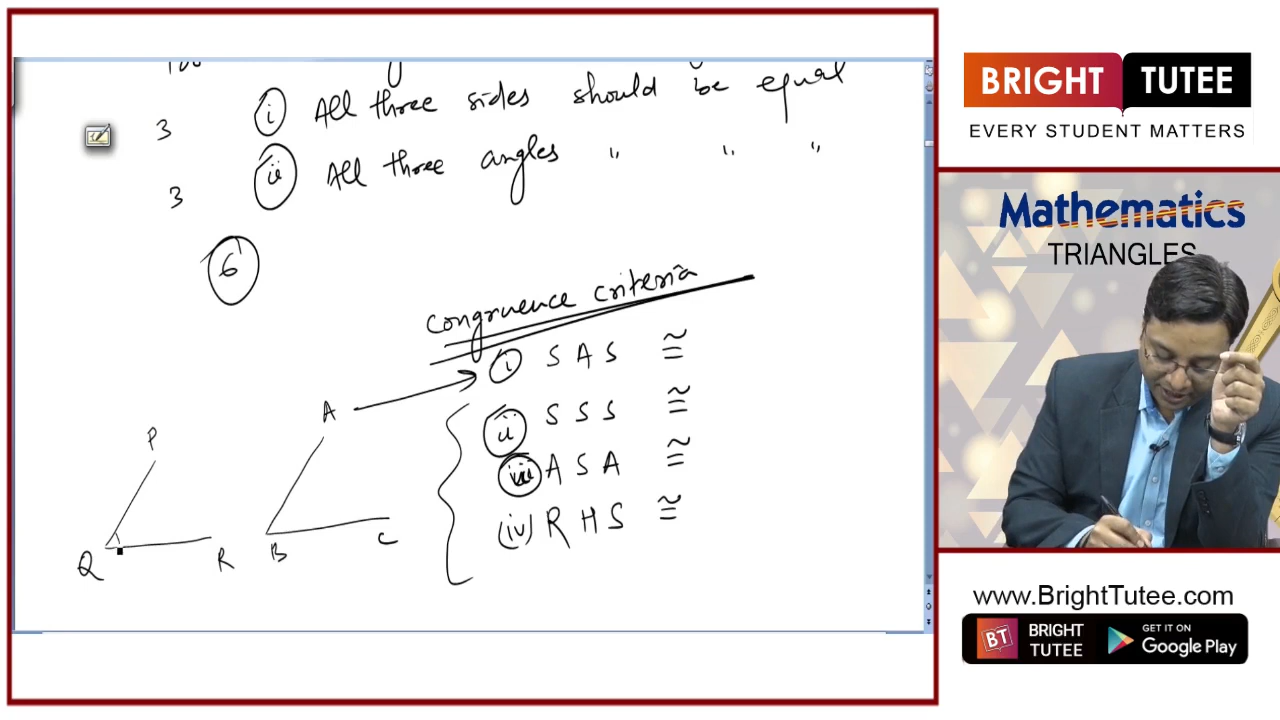 (i) All three sides should be equal
3
(ii) All three angles " " "
3
6
Congruence criteria
(i) S A S ≅
(ii) S S S ≅
(iii) A S A ≅
(iv) R H S ≅
A
P
Q
R
B
C
BRIGHT TUTEE
EVERY STUDENT MATTERS
Mathematics
TRIANGLES
www.BrightTutee.com
BT
BRIGHT
TUTEE
GET IT ON
Google Play